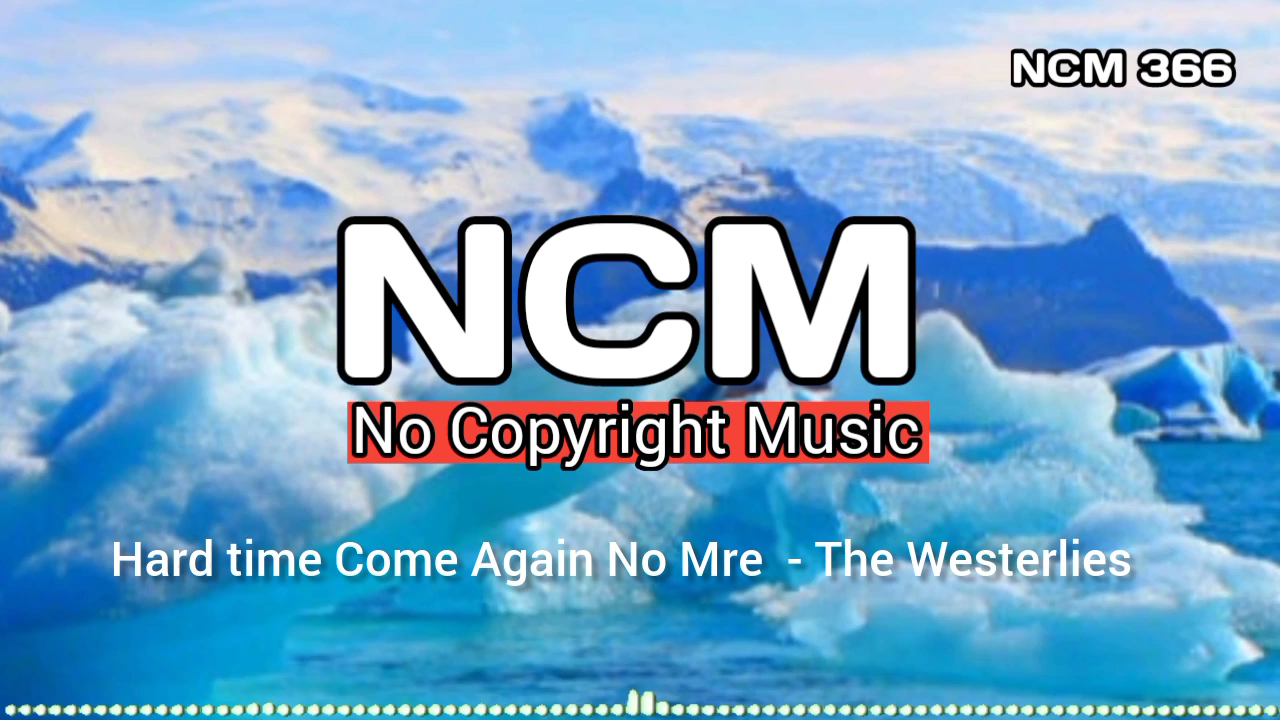 NCM 366
NCM
No Copyright Music
Hard time Come Again No Mre - The Westerlies